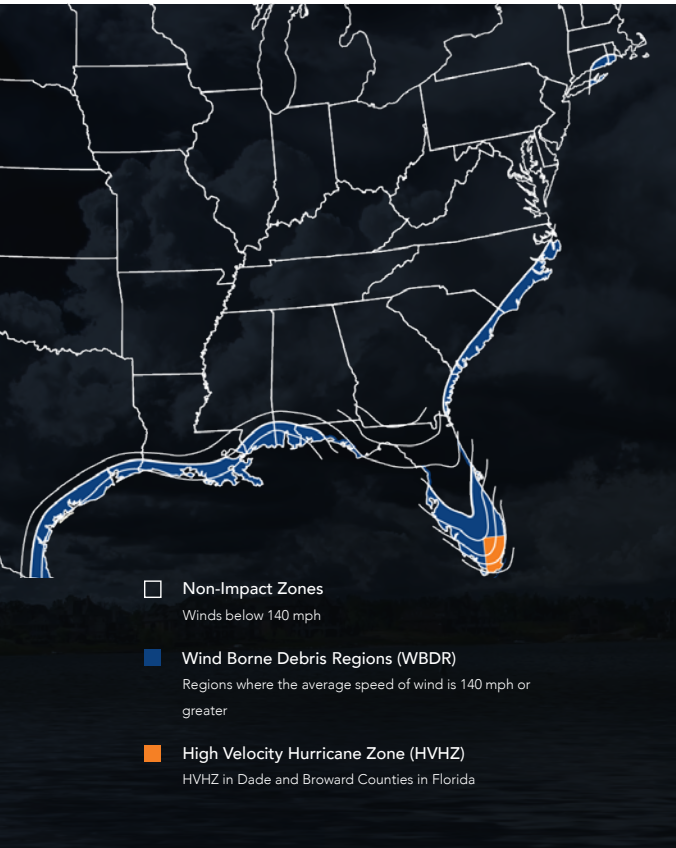 Non-Impact Zones
Winds below 140 mph
Wind Borne Debris Regions (WBDR)
Regions where the average speed of wind is 140 mph or
greater
High Velocity Hurricane Zone (HVHZ)
HVHZ in Dade and Broward Counties in Florida